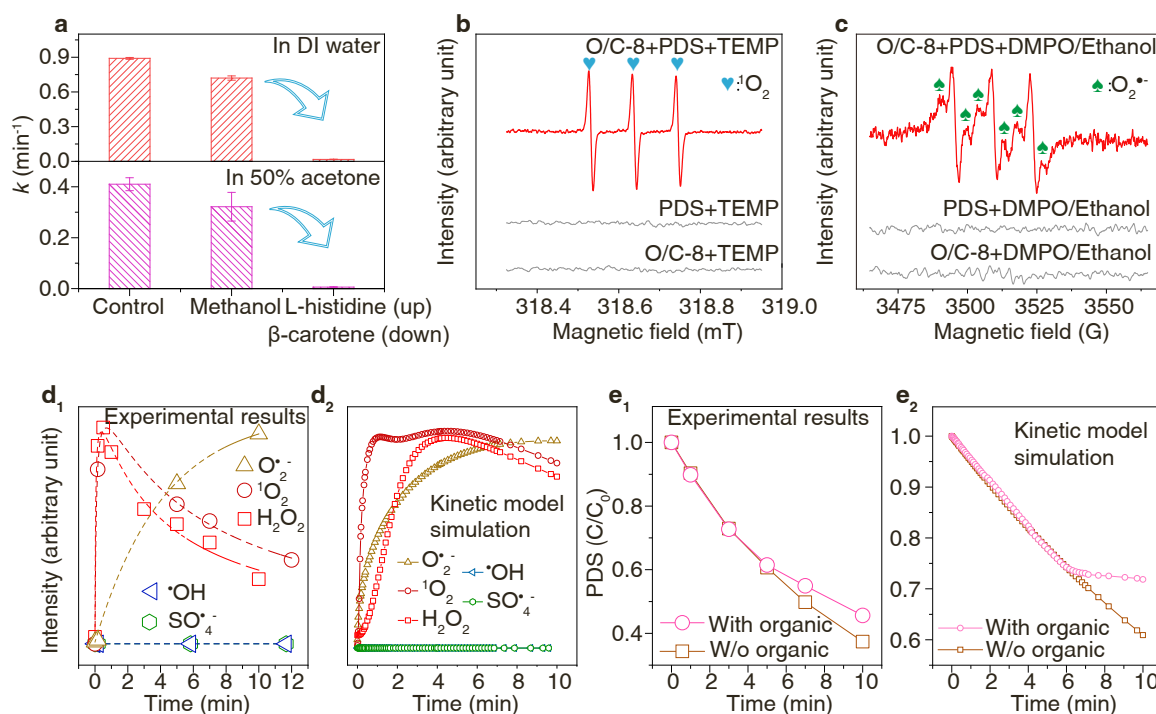 a
In DI water
0.9
0.6
0.3
0.0
k (min⁻¹)
In 50% acetone
0.4
0.2
0.0
Control
Methanol
L-histidine (up)
β-carotene (down)
b
O/C-8+PDS+TEMP
♥:¹O₂
PDS+TEMP
O/C-8+TEMP
Intensity (arbitrary unit)
318.4 318.6 318.8 319.0
Magnetic field (mT)
c
O/C-8+PDS+DMPO/Ethanol
♠:O₂•⁻
PDS+DMPO/Ethanol
O/C-8+DMPO/Ethanol
Intensity (arbitrary unit)
3475 3500 3525 3550
Magnetic field (G)
d₁
Experimental results
O•⁻
¹O₂
H₂O₂
•OH
SO₄•⁻
Intensity (arbitrary unit)
0 2 4 6 8 10 12
Time (min)
d₂
Kinetic model
simulation
O₂•⁻
¹O₂
H₂O₂
•OH
SO₄•⁻
0 2 4 6 8 10
Time (min)
e₁
Experimental results
1.0
0.8
0.6
0.4
PDS (C/C₀)
With organic
W/o organic
0 2 4 6 8 10
Time (min)
e₂
Kinetic model
simulation
1.0
0.9
0.8
0.7
0.6
With organic
W/o organic
0 2 4 6 8 10
Time (min)